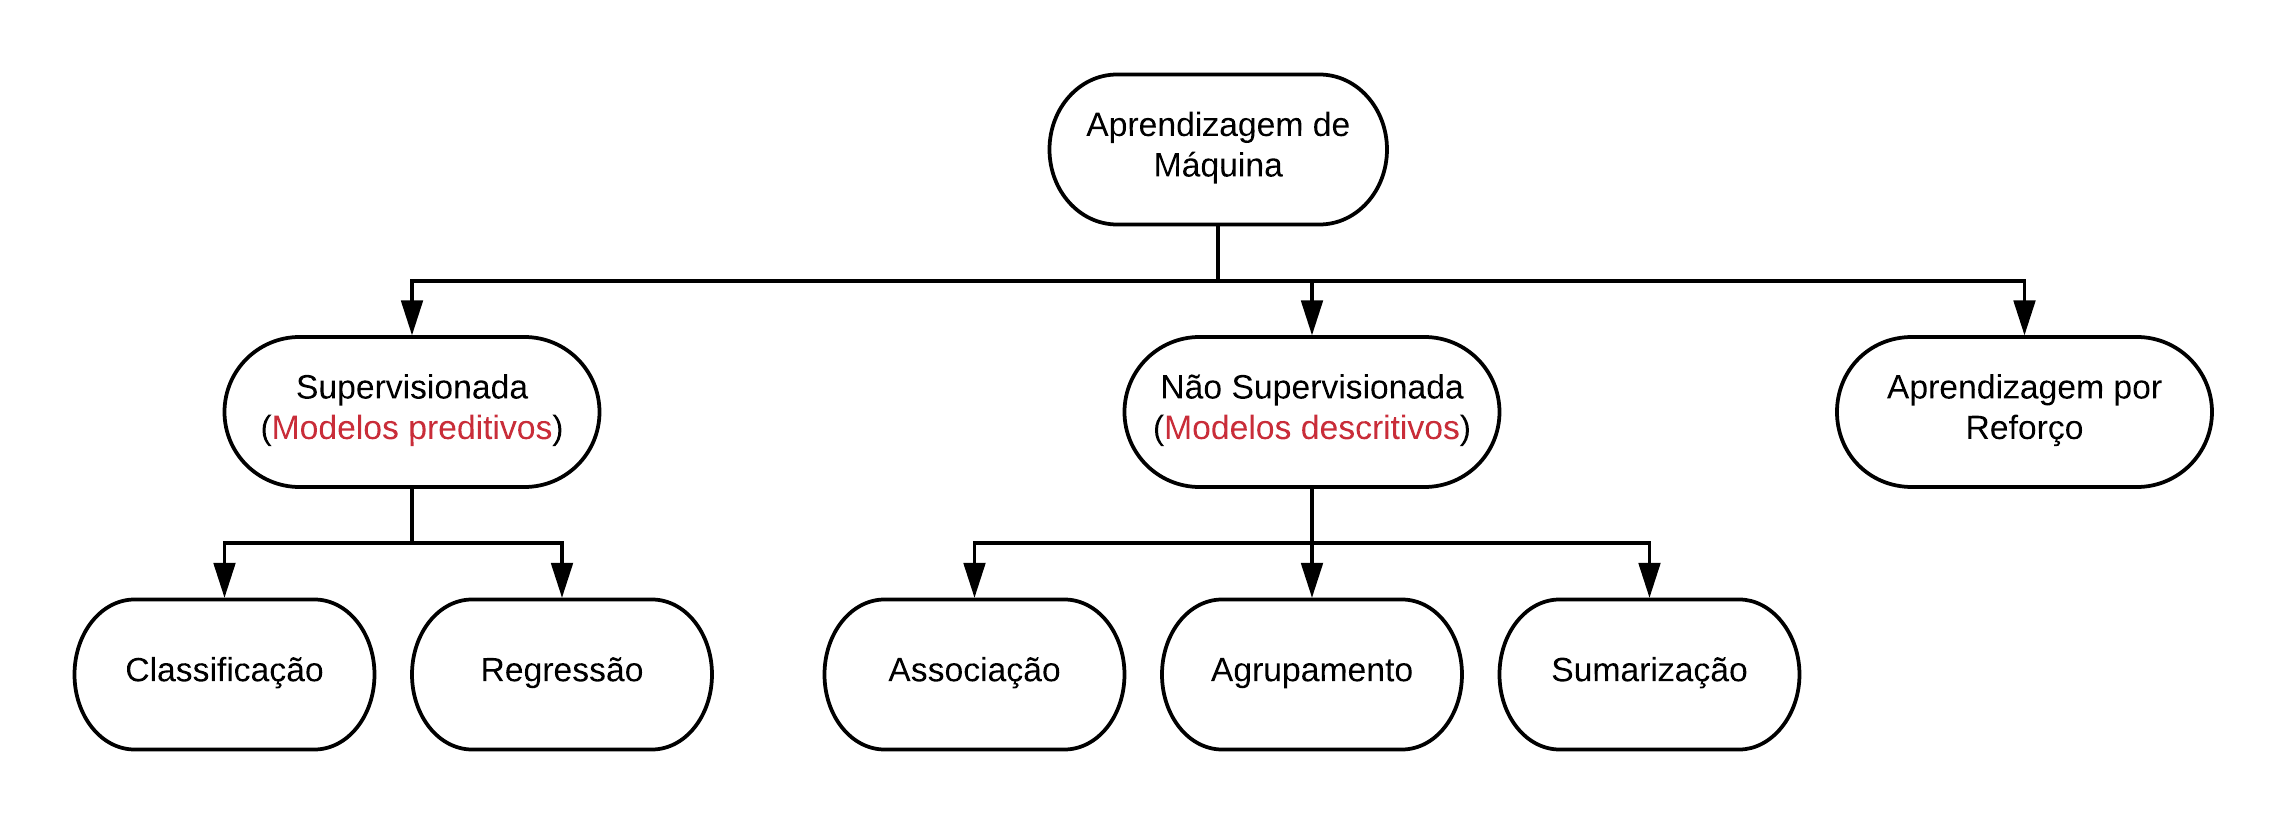 Aprendizagem de
Máquina
Supervisionada
(Modelos preditivos)
Não Supervisionada
(Modelos descritivos)
Aprendizagem por
Reforço
Classificação
Regressão
Associação
Agrupamento
Sumarização